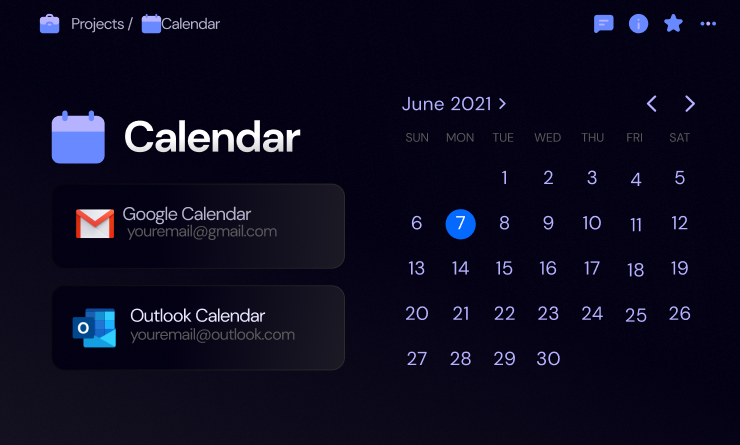 Projects / Calendar
Calendar
Google Calendar
youremail@gmail.com
Outlook Calendar
youremail@outlook.com
June 2021 >
SUN MON TUE WED THU FRI SAT
1 2 3 4 5
6 7 8 9 10 11 12
13 14 15 16 17 18 19
20 21 22 23 24 25 26
27 28 29 30